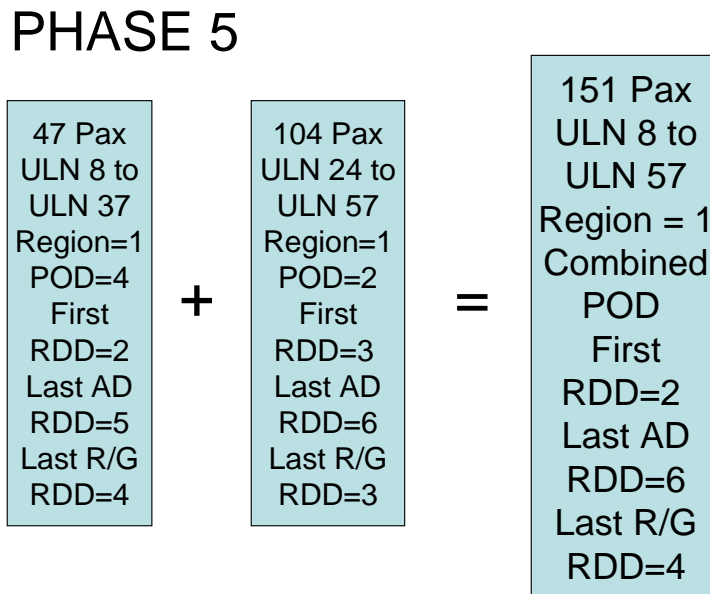 PHASE 5
47 Pax
ULN 8 to
ULN 37
Region=1
POD=4
First
RDD=2
Last AD
RDD=5
Last R/G
RDD=4
+
104 Pax
ULN 24 to
ULN 57
Region=1
POD=2
First
RDD=3
Last AD
RDD=6
Last R/G
RDD=3
=
151 Pax
ULN 8 to
ULN 57
Region = 1
Combined
POD
First
RDD=2
Last AD
RDD=6
Last R/G
RDD=4